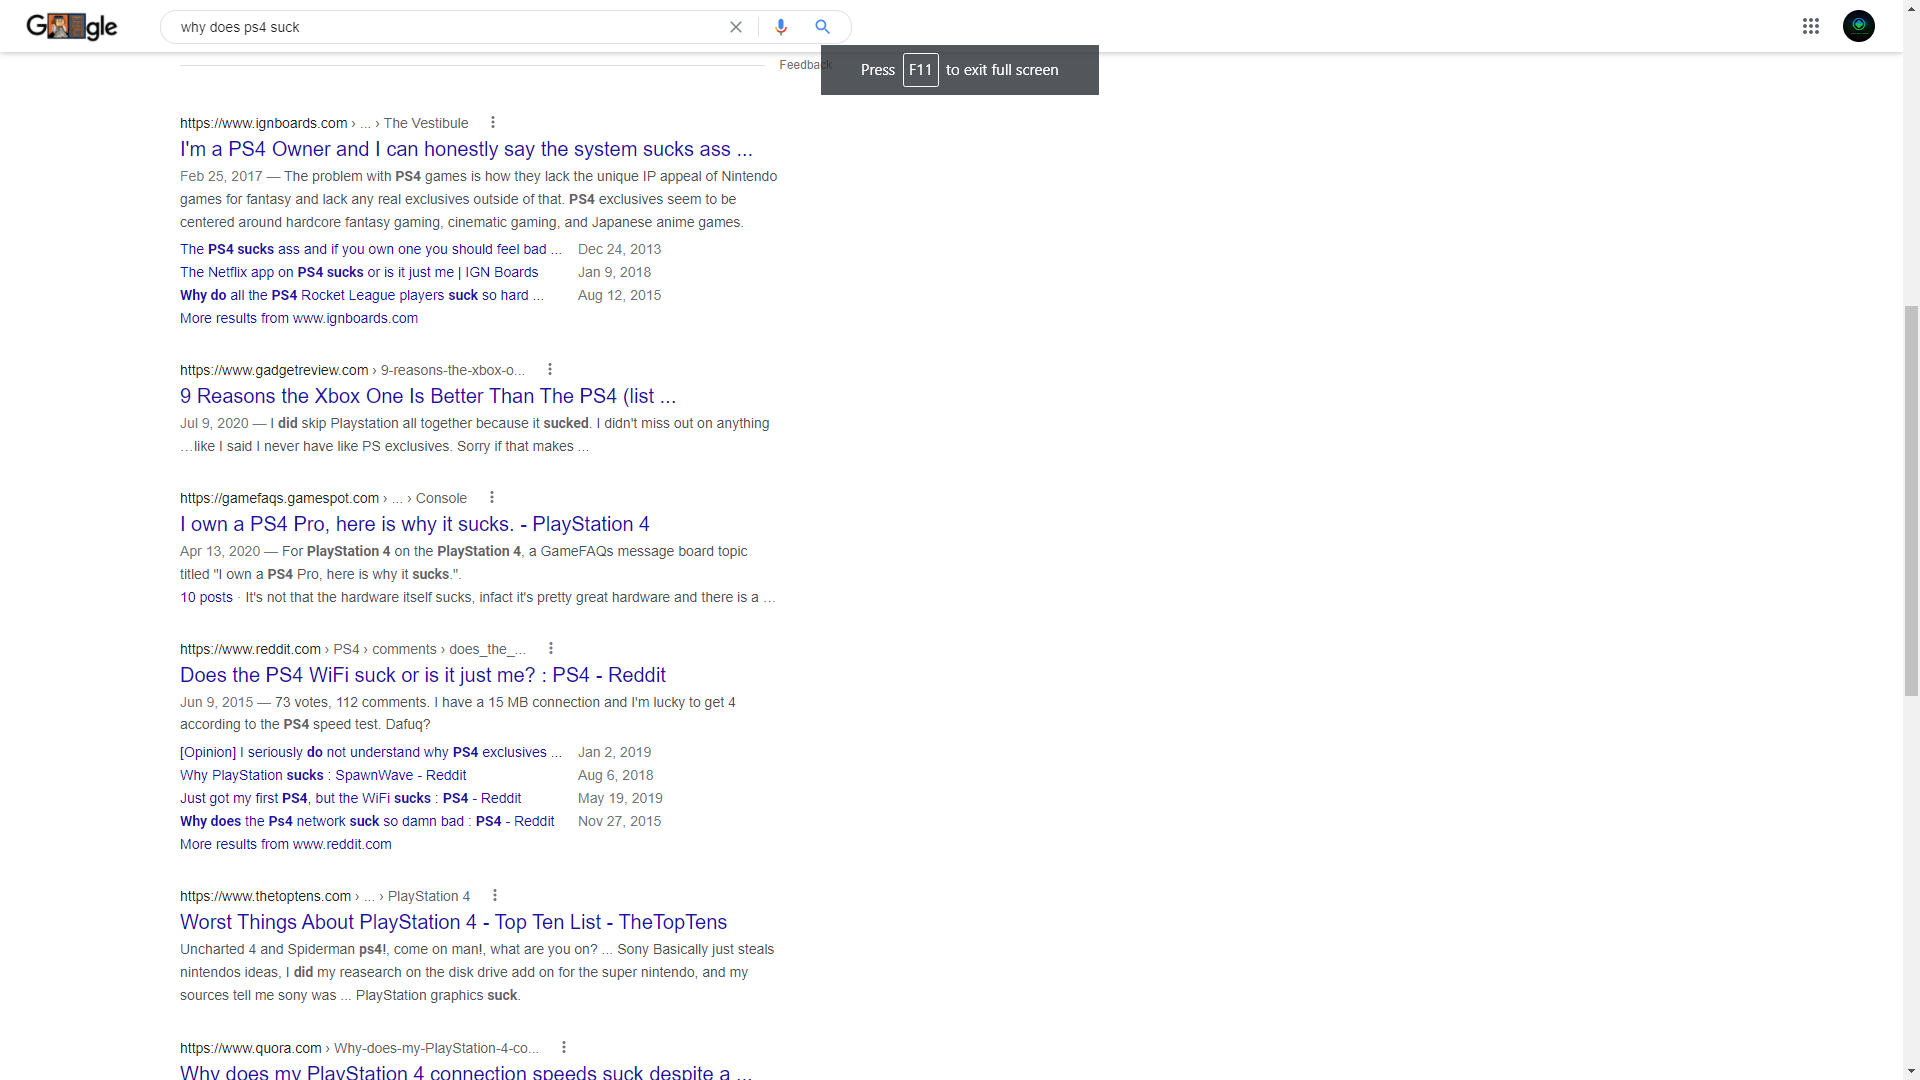 Google
why does ps4 suck
Feedback
Press F11 to exit full screen
https://www.ignboards.com › ... › The Vestibule
I'm a PS4 Owner and I can honestly say the system sucks ass ...
Feb 25, 2017 — The problem with PS4 games is how they lack the unique IP appeal of Nintendo
games for fantasy and lack any real exclusives outside of that. PS4 exclusives seem to be
centered around hardcore fantasy gaming, cinematic gaming, and Japanese anime games.
The PS4 sucks ass and if you own one you should feel bad ... Dec 24, 2013
The Netflix app on PS4 sucks or is it just me | IGN Boards Jan 9, 2018
Why do all the PS4 Rocket League players suck so hard ... Aug 12, 2015
More results from www.ignboards.com
https://www.gadgetreview.com › 9-reasons-the-xbox-o...
9 Reasons the Xbox One Is Better Than The PS4 (list ...
Jul 9, 2020 — I did skip Playstation all together because it sucked. I didn't miss out on anything
…like I said I never have like PS exclusives. Sorry if that makes ...
https://gamefaqs.gamespot.com › ... › Console
I own a PS4 Pro, here is why it sucks. - PlayStation 4
Apr 13, 2020 — For PlayStation 4 on the PlayStation 4, a GameFAQs message board topic
titled "I own a PS4 Pro, here is why it sucks.".
10 posts · It's not that the hardware itself sucks, infact it's pretty great hardware and there is a …
https://www.reddit.com › PS4 › comments › does_the_...
Does the PS4 WiFi suck or is it just me? : PS4 - Reddit
Jun 9, 2015 — 73 votes, 112 comments. I have a 15 MB connection and I'm lucky to get 4
according to the PS4 speed test. Dafuq?
[Opinion] I seriously do not understand why PS4 exclusives ... Jan 2, 2019
Why PlayStation sucks : SpawnWave - Reddit Aug 6, 2018
Just got my first PS4, but the WiFi sucks : PS4 - Reddit May 19, 2019
Why does the Ps4 network suck so damn bad : PS4 - Reddit Nov 27, 2015
More results from www.reddit.com
https://www.thetoptens.com › ... › PlayStation 4
Worst Things About PlayStation 4 - Top Ten List - TheTopTens
Uncharted 4 and Spiderman ps4!, come on man!, what are you on? ... Sony Basically just steals
nintendos ideas, I did my reasearch on the disk drive add on for the super nintendo, and my
sources tell me sony was ... PlayStation graphics suck.
https://www.quora.com › Why-does-my-PlayStation-4-co...
Why does my PlayStation 4 connection speeds suck despite a ...